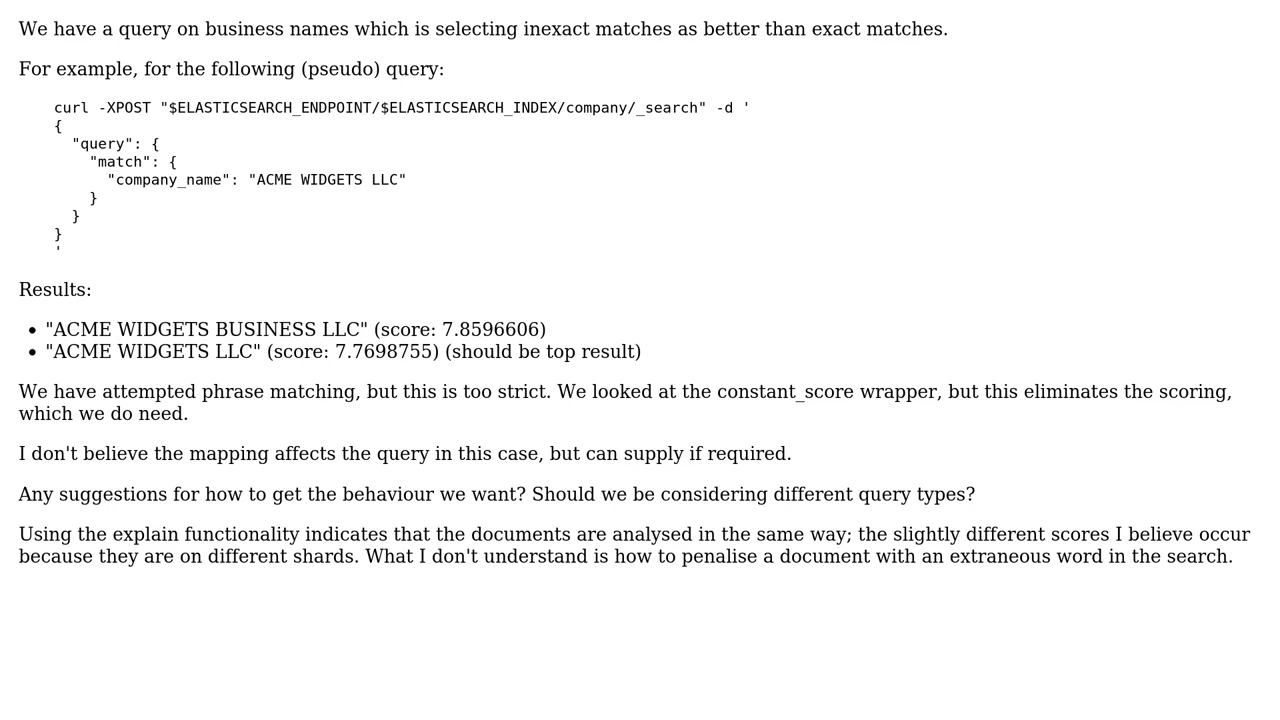 We have a query on business names which is selecting inexact matches as better than exact matches.
For example, for the following (pseudo) query:
curl -XPOST "$ELASTICSEARCH_ENDPOINT/$ELASTICSEARCH_INDEX/company/_search" -d '
{
  "query": {
    "match": {
      "company_name": "ACME WIDGETS LLC"
    }
  }
}
'
Results:
• "ACME WIDGETS BUSINESS LLC" (score: 7.8596606)
• "ACME WIDGETS LLC" (score: 7.7698755) (should be top result)
We have attempted phrase matching, but this is too strict. We looked at the constant_score wrapper, but this eliminates the scoring,
which we do need.
I don't believe the mapping affects the query in this case, but can supply if required.
Any suggestions for how to get the behaviour we want? Should we be considering different query types?
Using the explain functionality indicates that the documents are analysed in the same way; the slightly different scores I believe occur
because they are on different shards. What I don't understand is how to penalise a document with an extraneous word in the search.